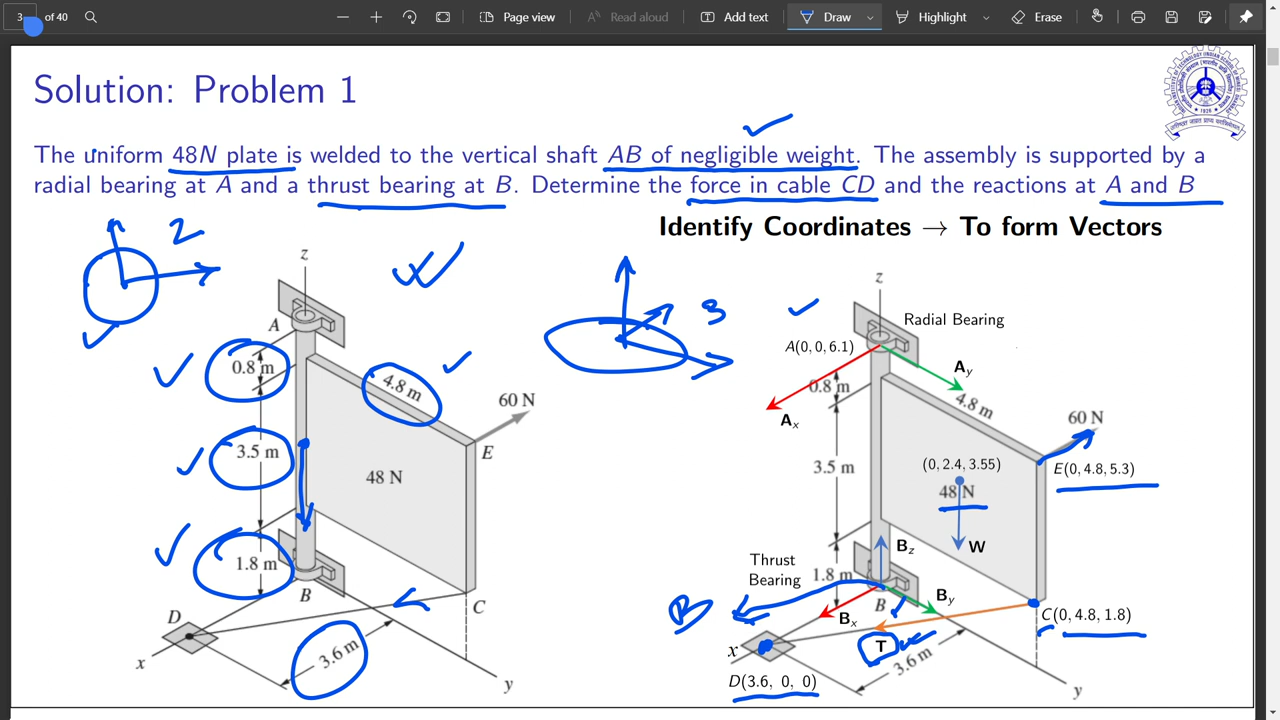 3
of 40
Page view
Read aloud
Add text
Draw
Highlight
Erase
Solution: Problem 1
The uniform 48N plate is welded to the vertical shaft AB of negligible weight. The assembly is supported by a
radial bearing at A and a thrust bearing at B. Determine the force in cable CD and the reactions at A and B
Identify Coordinates → To form Vectors
2
z
A
0.8 m
4.8 m
60 N
E
3.5 m
48 N
1.8 m
B
C
D
3.6 m
x
y
3
z
Radial Bearing
A(0, 0, 6.1)
Ay
0.8 m
4.8 m
Ax
60 N
3.5 m
(0, 2.4, 3.55)
E(0, 4.8, 5.3)
48 N
Bz
W
Thrust
Bearing
1.8 m
By
B
B
Bx
C(0, 4.8, 1.8)
T
x
3.6 m
D(3.6, 0, 0)
y